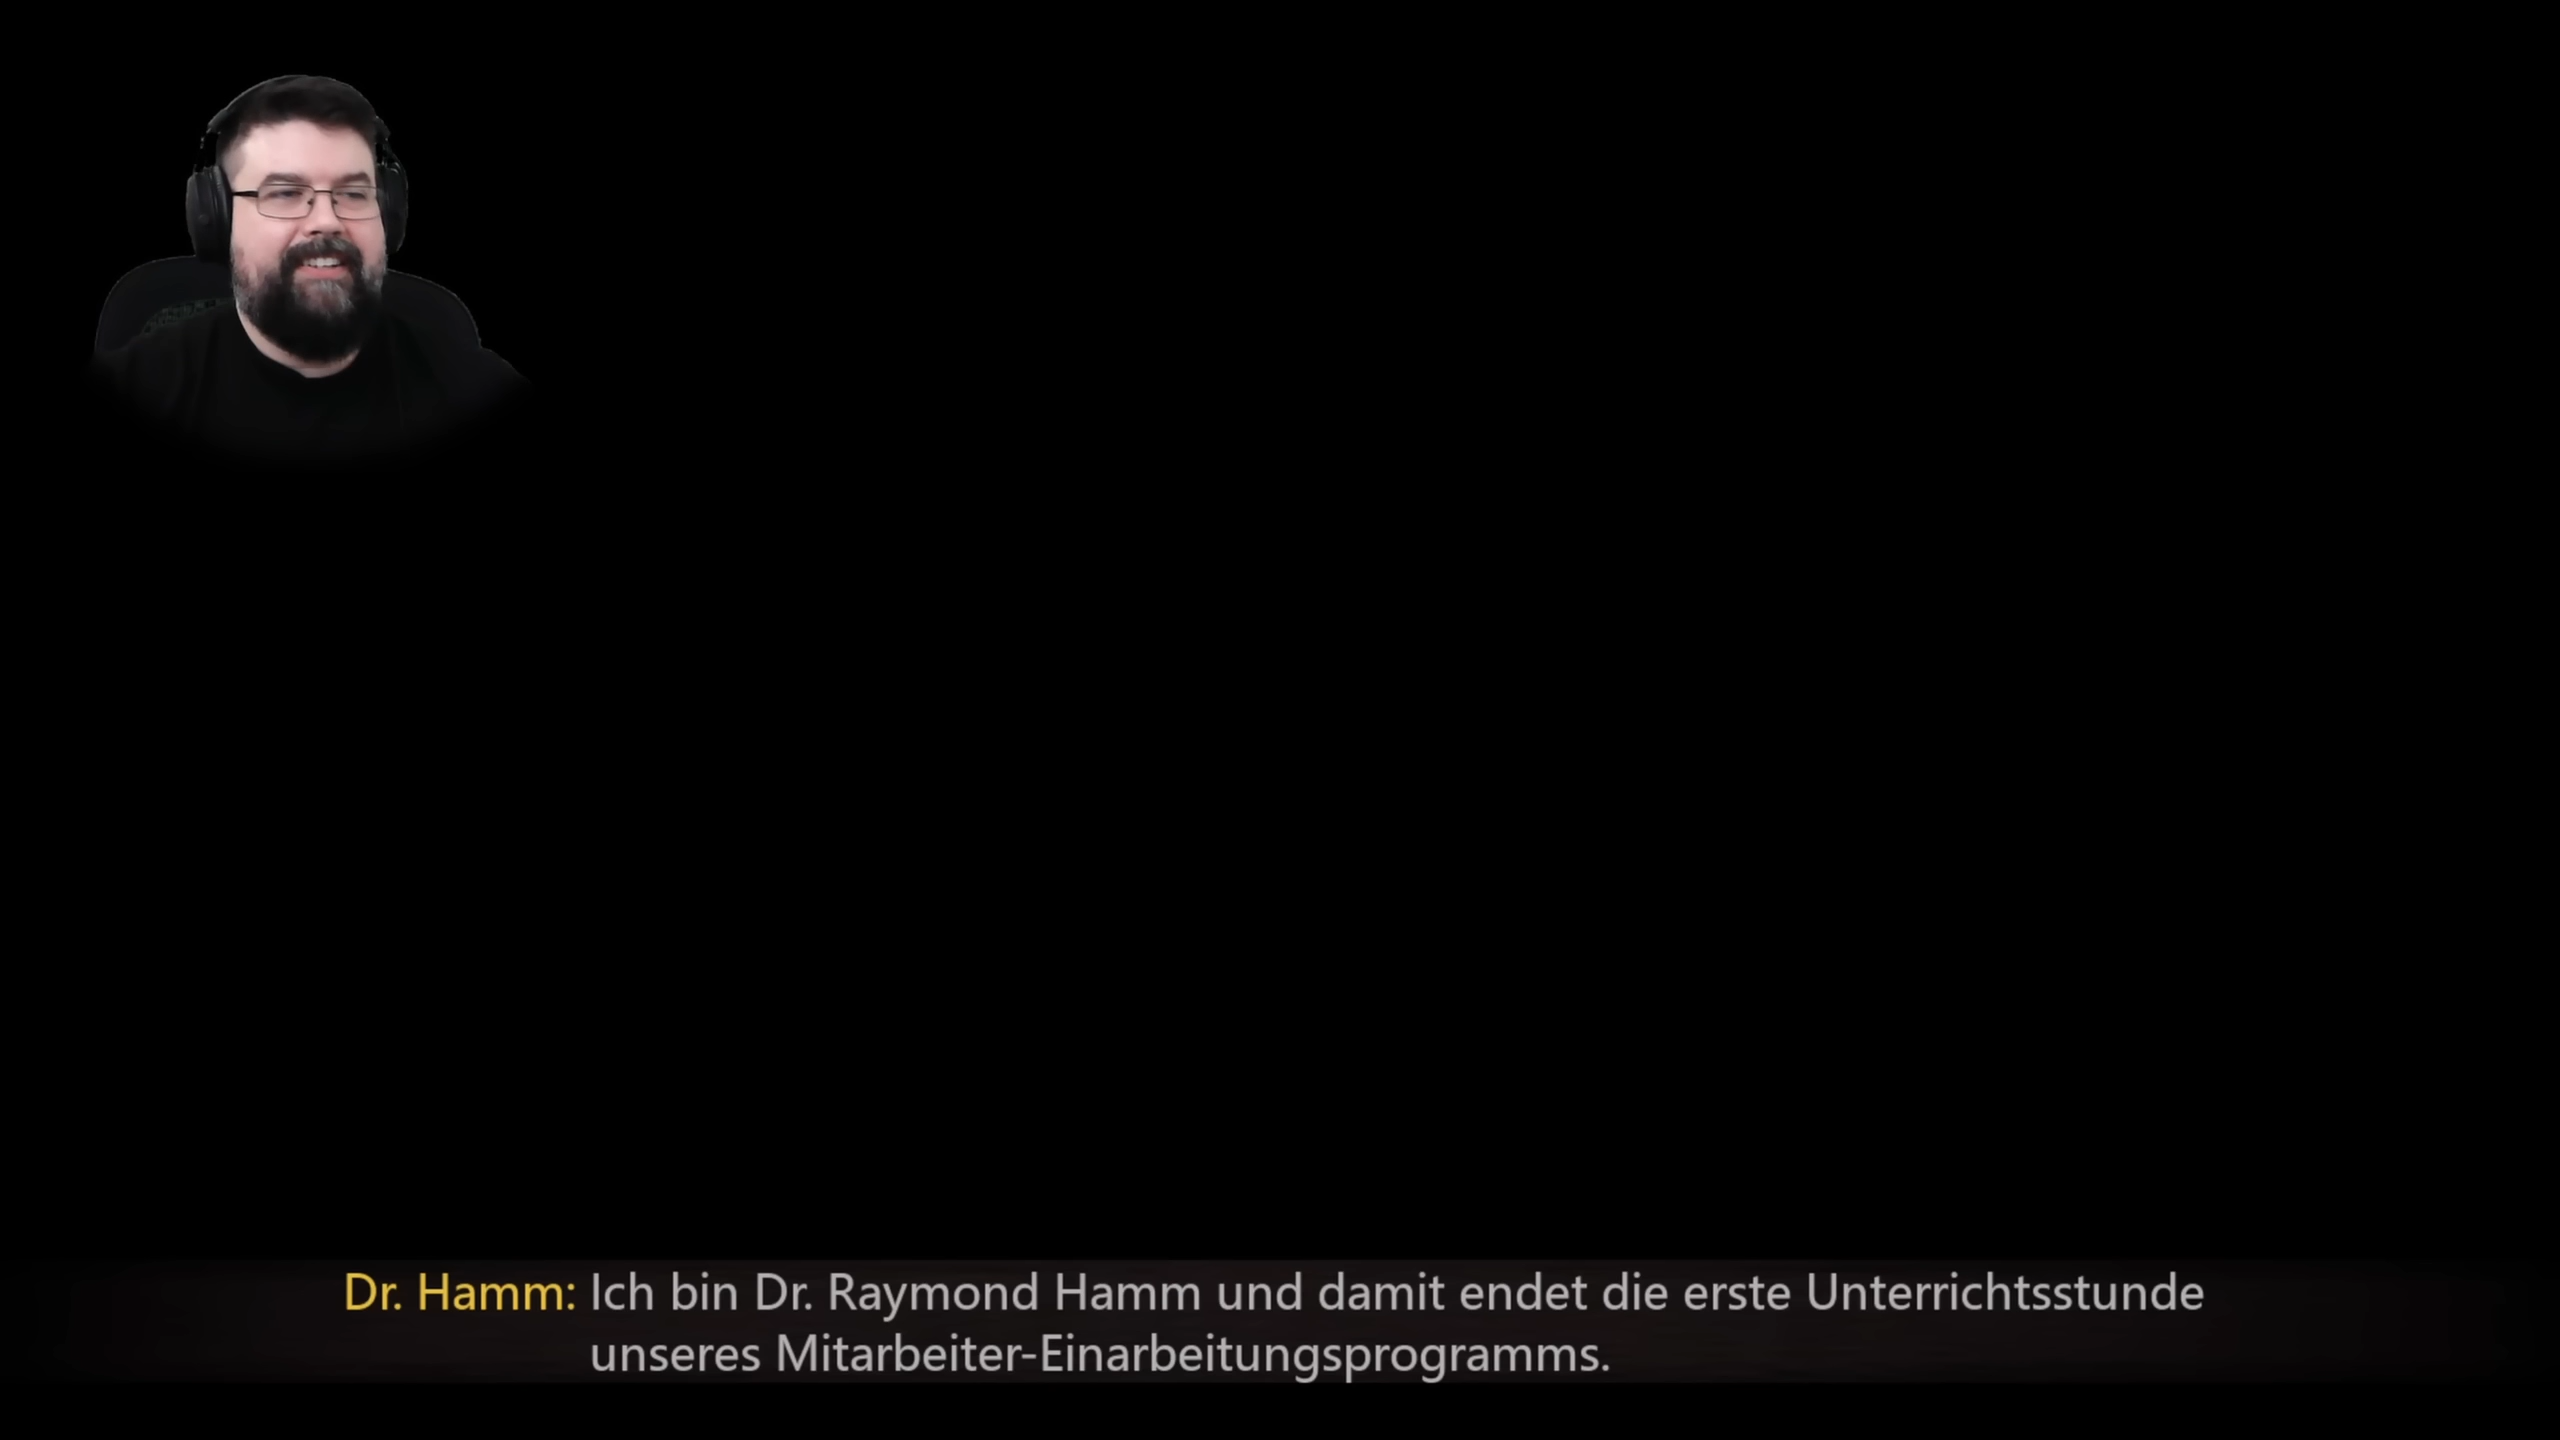 Dr. Hamm: Ich bin Dr. Raymond Hamm und damit endet die erste Unterrichtsstunde
unseres Mitarbeiter-Einarbeitungsprogramms.